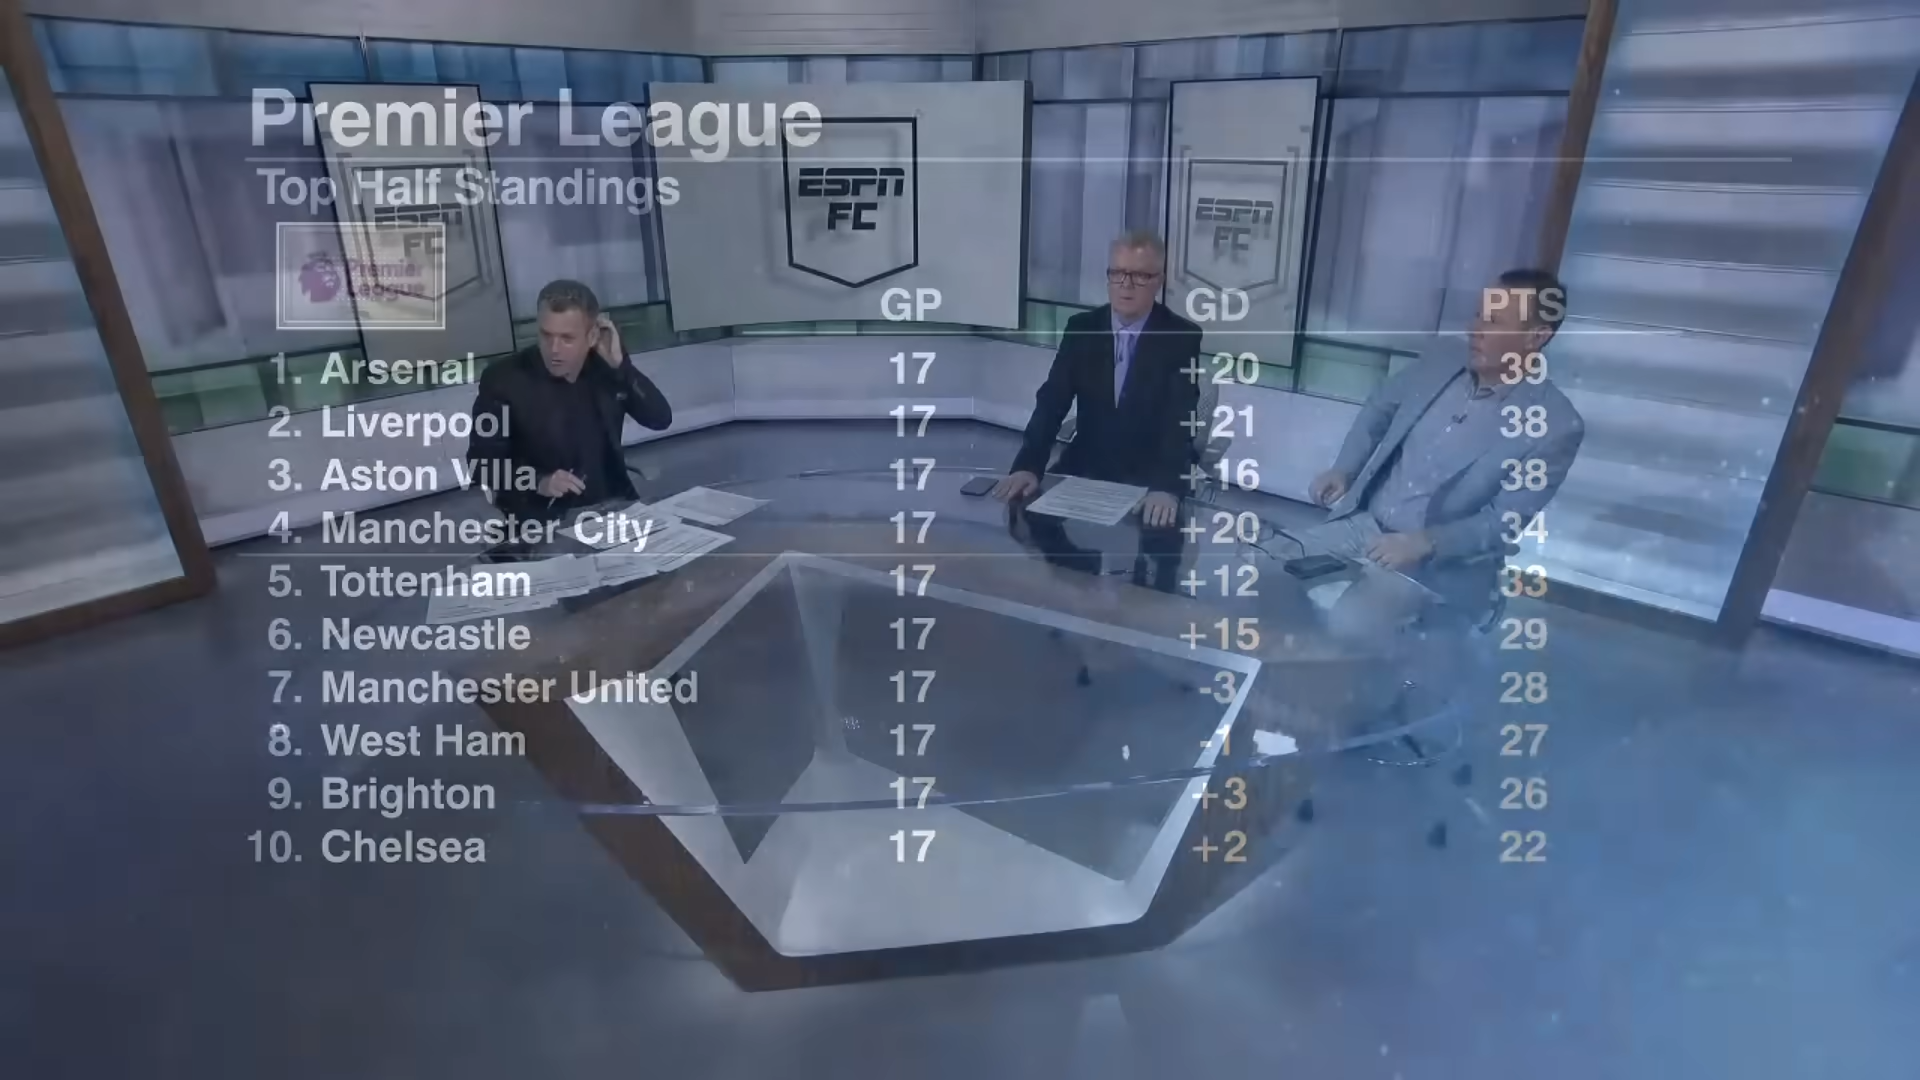 Premier League
Top Half Standings
ESPN FC
ESPN FC
ESPN FC
Premier League
GP GD PTS
1. Arsenal 17 +20 39
2. Liverpool 17 +21 38
3. Aston Villa 17 +16 38
4. Manchester City 17 +20 34
5. Tottenham 17 +12 33
6. Newcastle 17 +15 29
7. Manchester United 17 -3 28
8. West Ham 17 -1 27
9. Brighton 17 +3 26
10. Chelsea 17 +2 22